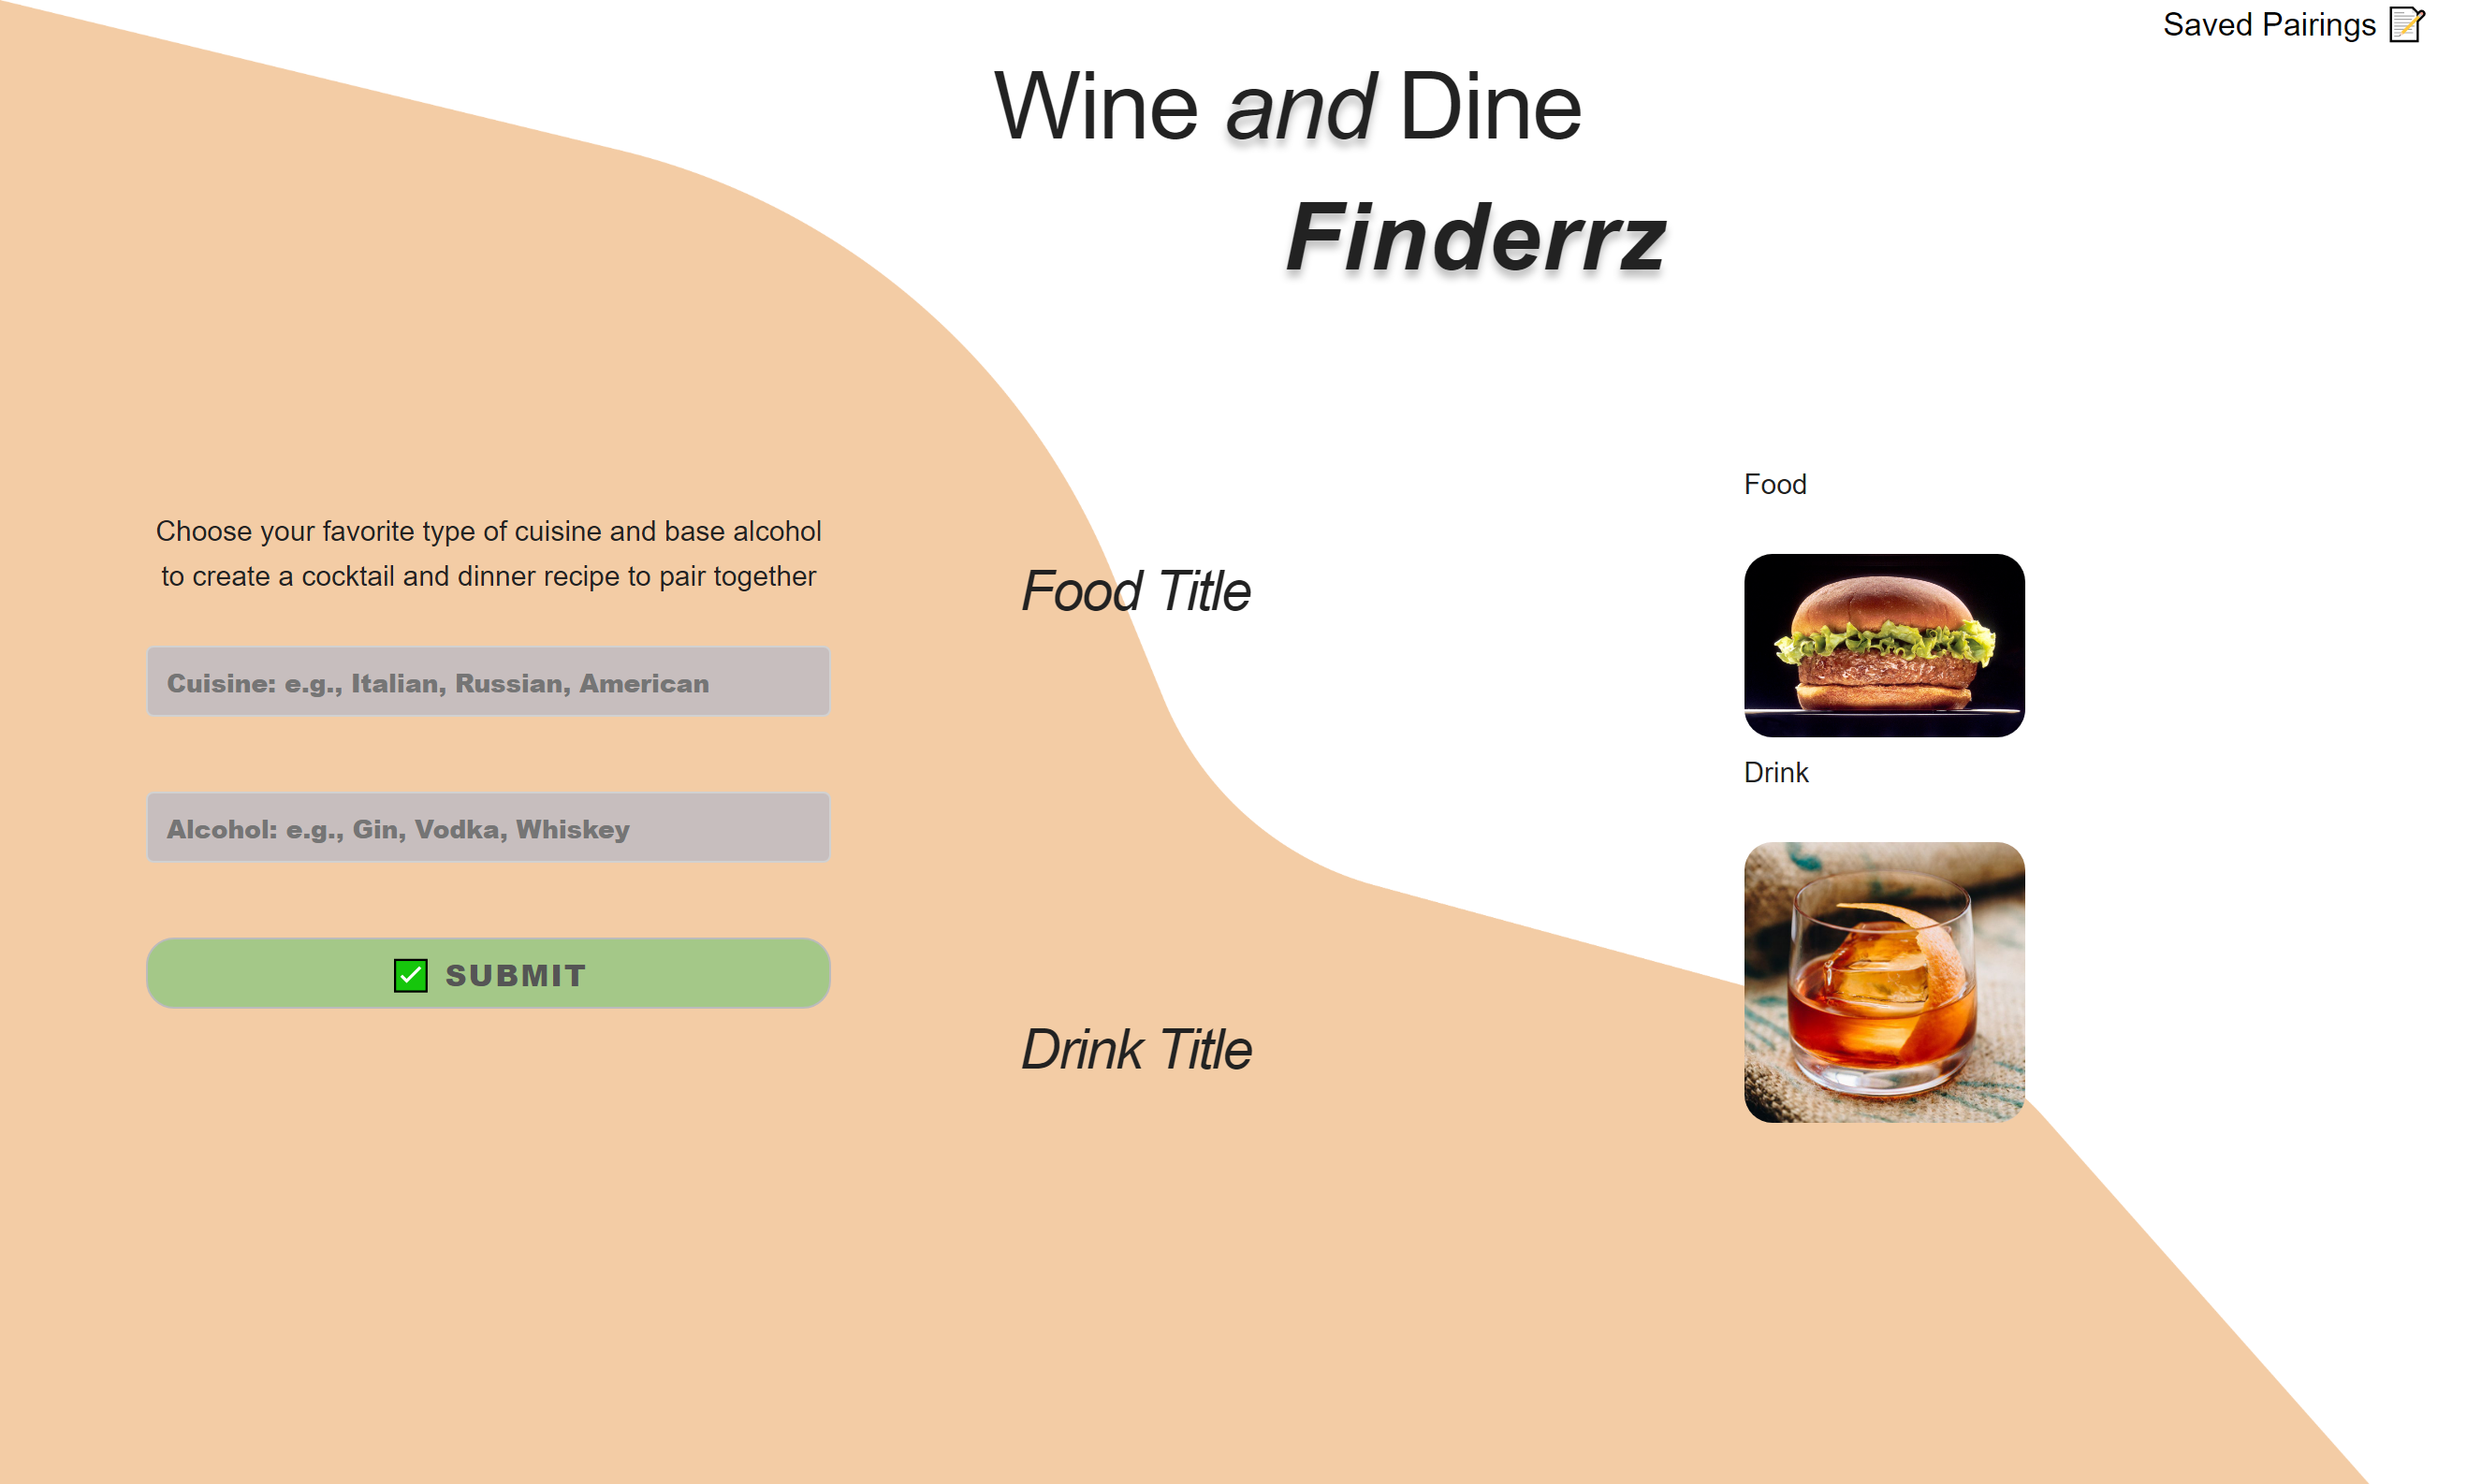 Saved Pairings 📝
Wine and Dine
Finderrz
Choose your favorite type of cuisine and base alcohol
to create a cocktail and dinner recipe to pair together
Cuisine: e.g., Italian, Russian, American
Alcohol: e.g., Gin, Vodka, Whiskey
✅ SUBMIT
Food Title
Drink Title
Food
Drink